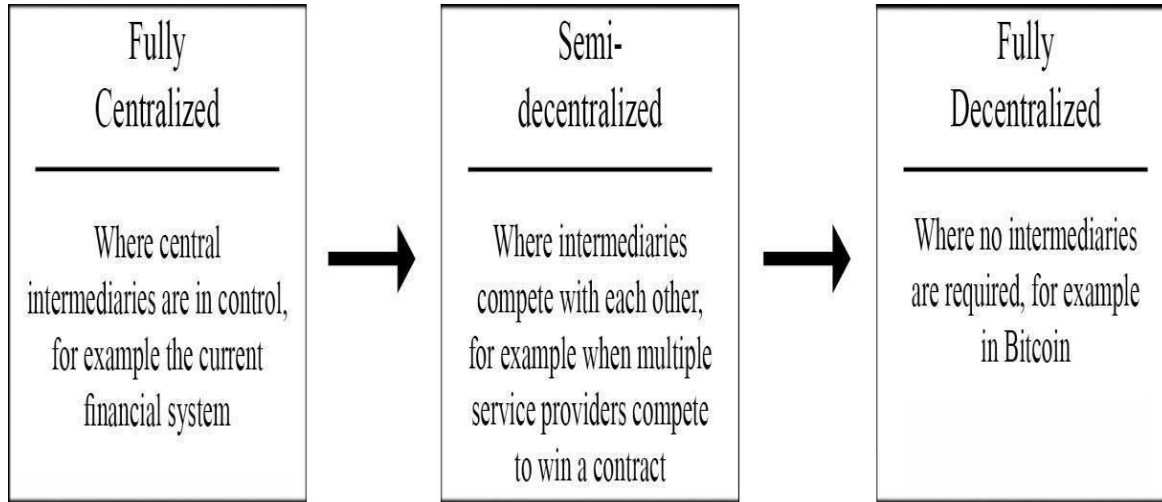 Fully
Centralized
Where central
intermediaries are in control,
for example the current
financial system
Semi-
decentralized
Where intermediaries
compete with each other,
for example when multiple
service providers compete
to win a contract
Fully
Decentralized
Where no intermediaries
are required, for example
in Bitcoin